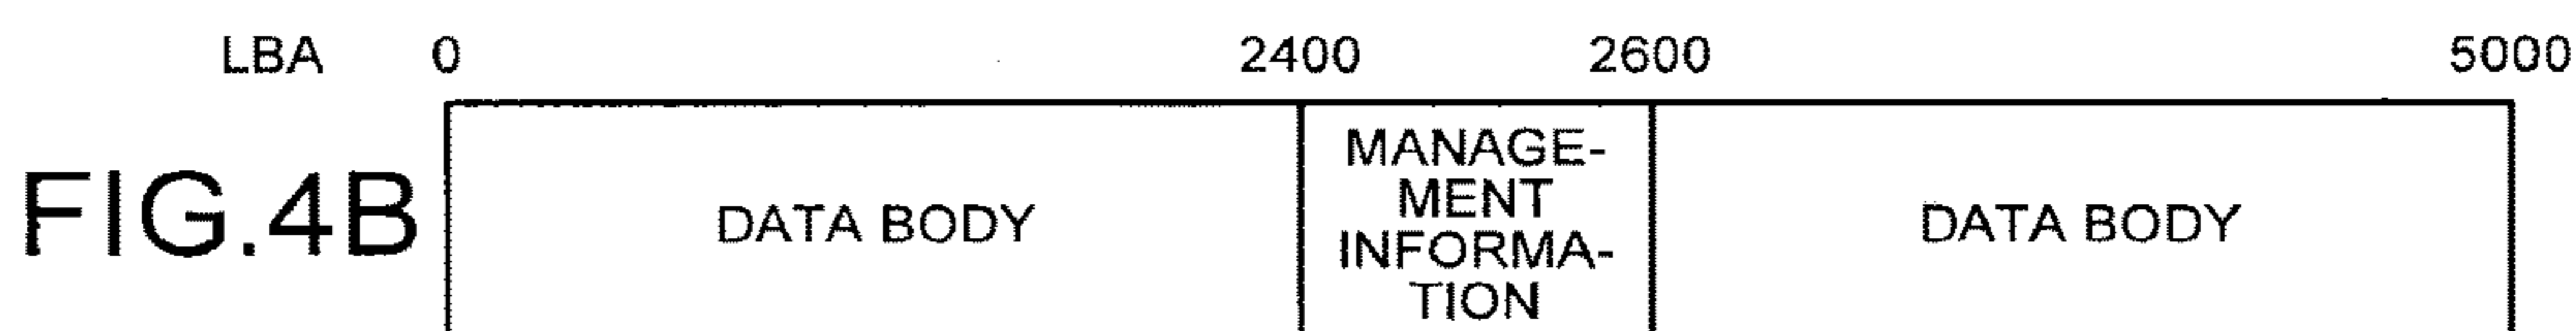 LBA 0 2400 2600 5000
FIG.4B
DATA BODY
MANAGE-
MENT
INFORMA-
TION
DATA BODY